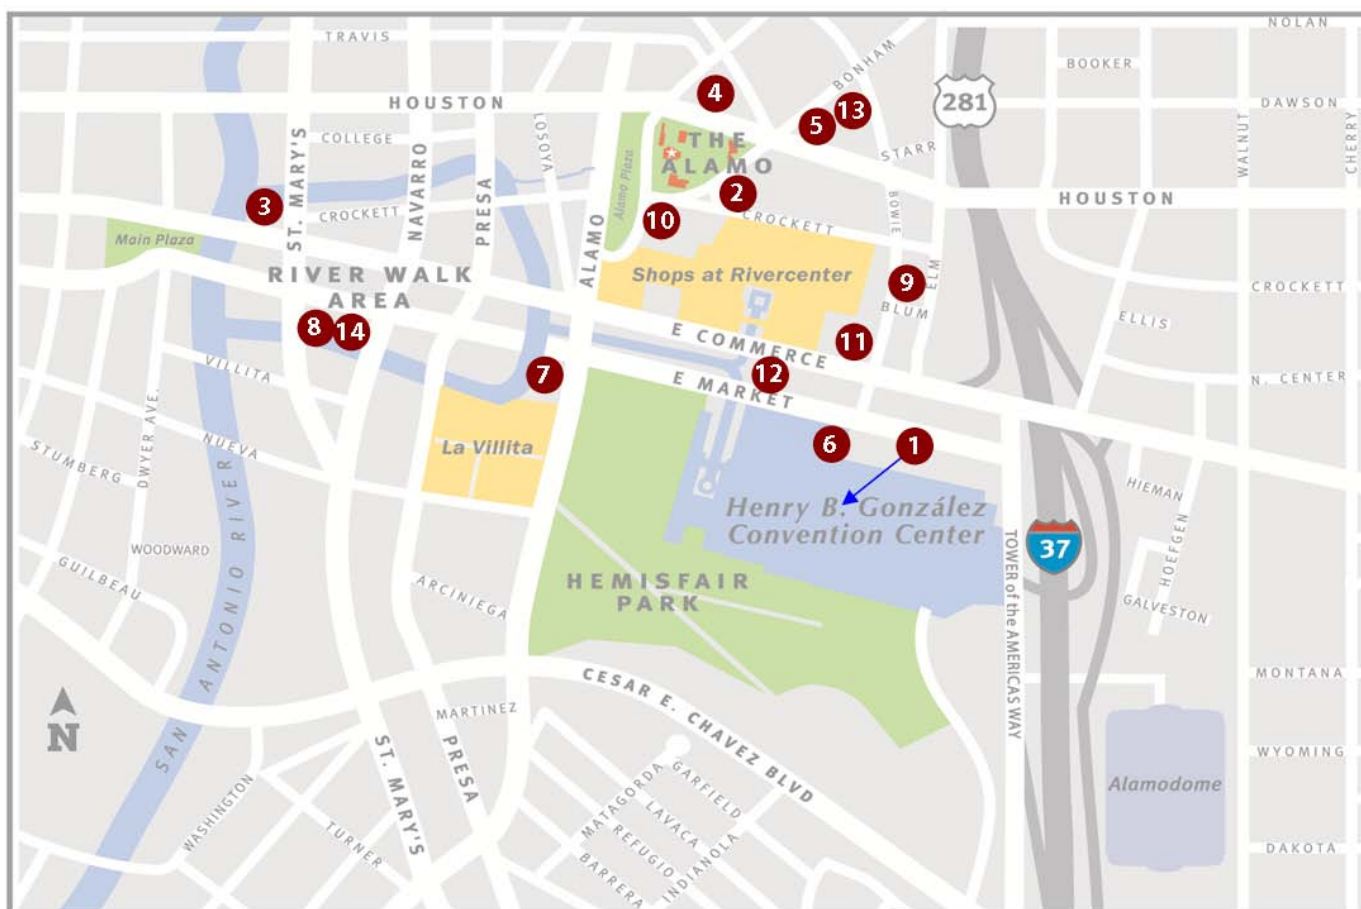 NOLAN
TRAVIS
BONHAM
BOOKER
4
281
HOUSTON
13
DAWSON
5
COLLEGE
LOSOYA
THE
ALAMO
STARR
WALNUT
CHERRY
ST. MARY'S
NAVARRO
PRESA
Alamo Plaza
2
BOWIE
HOUSTON
3
CROCKETT
10
CROCKETT
Main Plaza
ALAMO
RIVER WALK
AREA
Shops at Rivercenter
9
ELM
CROCKETT
BLUM
ELLIS
8
14
E COMMERCE
11
VILLITA
7
12
E MARKET
N. CENTER
DWYER AVE.
NUEVA
La Villita
6
1
STUMBERG
HIEMAN
Henry B. González
Convention Center
WOODWARD
TOWER of the AMERICAS WAY
37
HOEFGEN
GUILBEAU
ARCINIEGA
HEMISFAIR
PARK
GALVESTON
SAN ANTONIO RIVER
CESAR E. CHAVEZ BLVD
MONTANA
N
MARTINEZ
ST. MARY'S
PRESA
WYOMING
MATAGORDA
GARFIELD
Alamodome
WASHINGTON
LAVACA
TURNER
REFUGIO
INDIANOLA
BARRERA
DAKOTA